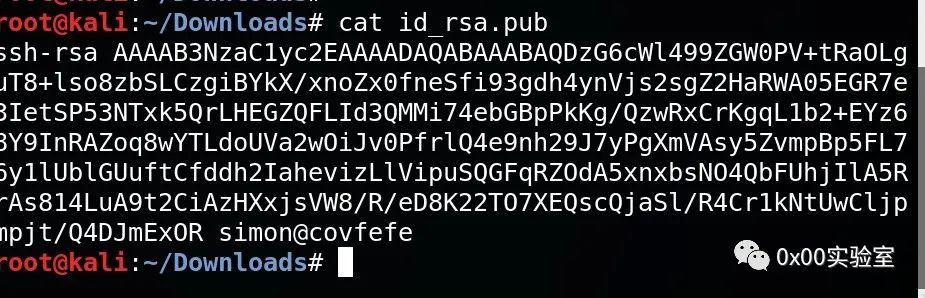 root@kali:~/Downloads# cat id_rsa.pub
ssh-rsa AAAAB3NzaC1yc2EAAAADAQABAAABAQDzG6cWl499ZGW0PV+tRaOLg
uT8+lso8zbSLCzgiBYkX/xnoZx0fneSfi93gdh4ynVjs2sgZ2HaRWA05EGR7e
3IetSP53NTxk5QrLHEGZQFLId3QMMi74ebGBpPkKg/QzwRxCrKgqL1b2+EYz6
8Y9InRAZoq8wYTLdoUVa2wOiJv0PfrlQ4e9nh29J7yPgXmVAsy5ZvmpBp5FL7
6y1lUblGUuftCfddh2IahevizLlVipuSQGFqRZOdA5xnxbsNO4QbFUhjIlA5R
rAs814LuA9t2CiAzHXxjsVW8/R/eD8K22TO7XEQscQjaSl/R4Cr1kNtUwCljp
mpjt/Q4DJmExOR simon@covfefe
root@kali:~/Downloads#
0x00实验室